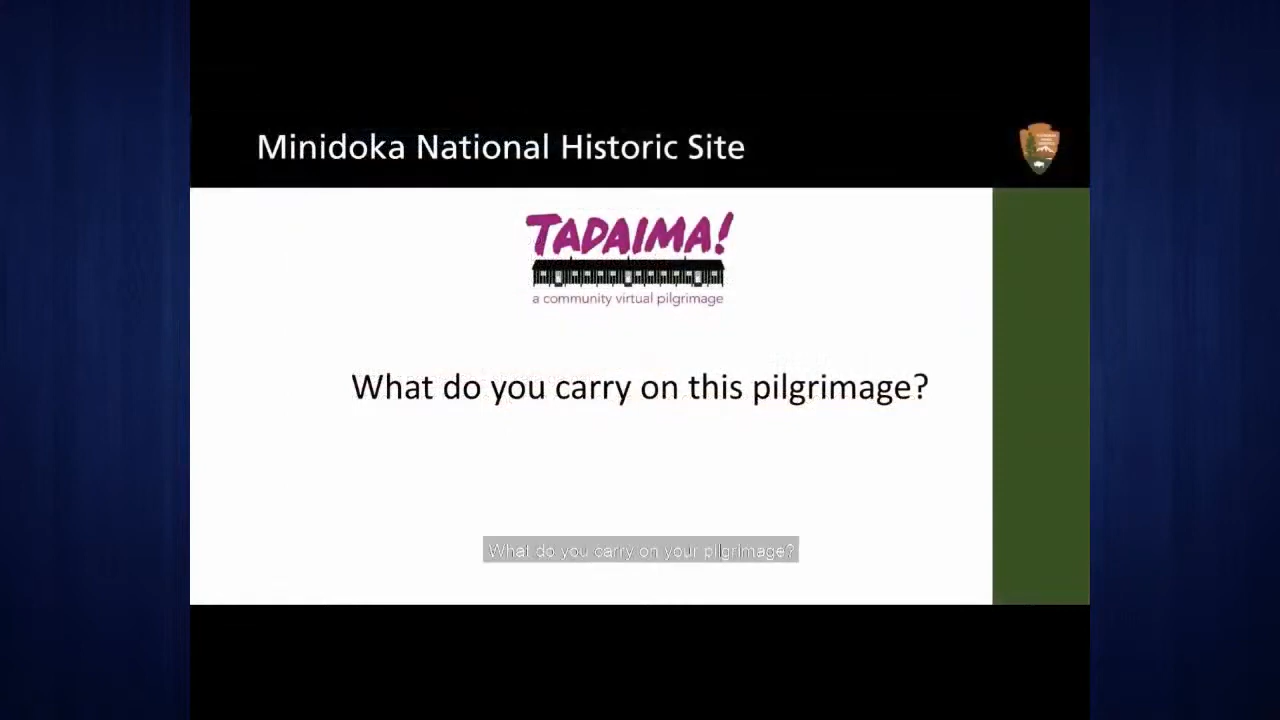 Minidoka National Historic Site
TADAIMA!
a community virtual pilgrimage
What do you carry on this pilgrimage?
What do you carry on your pilgrimage?